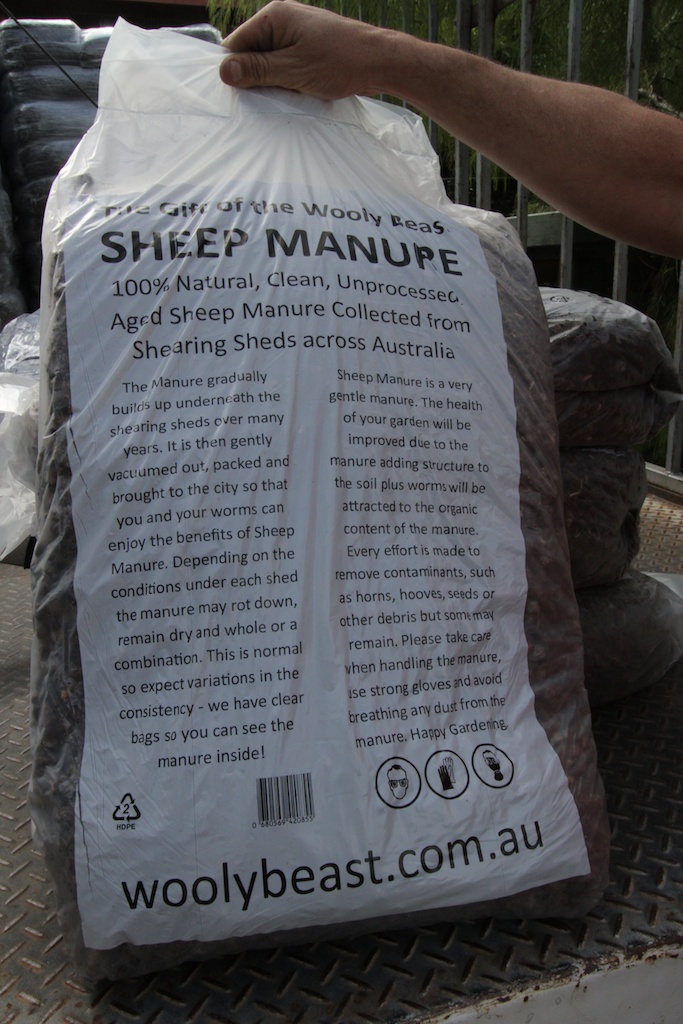 The Gift of the Wooly Beas
SHEEP MANURE
100% Natural, Clean, Unprocessed
Aged Sheep Manure Collected from
Shearing Sheds across Australia
The Manure gradually
builds up underneath the
shearing sheds over many
years. It is then gently
vacuumed out, packed and
brought to the city so that
you and your worms can
enjoy the benefits of Sheep
Manure. Depending on the
conditions under each shed
the manure may rot down,
remain dry and whole or a
combination. This is normal
so expect variations in the
consistency - we have clear
bags so you can see the
manure inside!
Sheep Manure is a very
gentle manure. The health
of your garden will be
improved due to the
manure adding structure to
the soil plus worms will be
attracted to the organic
content of the manure.
Every effort is made to
remove contaminants, such
as horns, hooves, seeds or
other debris but some may
remain. Please take care
when handling the manure,
use strong gloves and avoid
breathing any dust from the
manure. Happy Gardening
2
HDPE
0 680569 420855
woolybeast.com.au